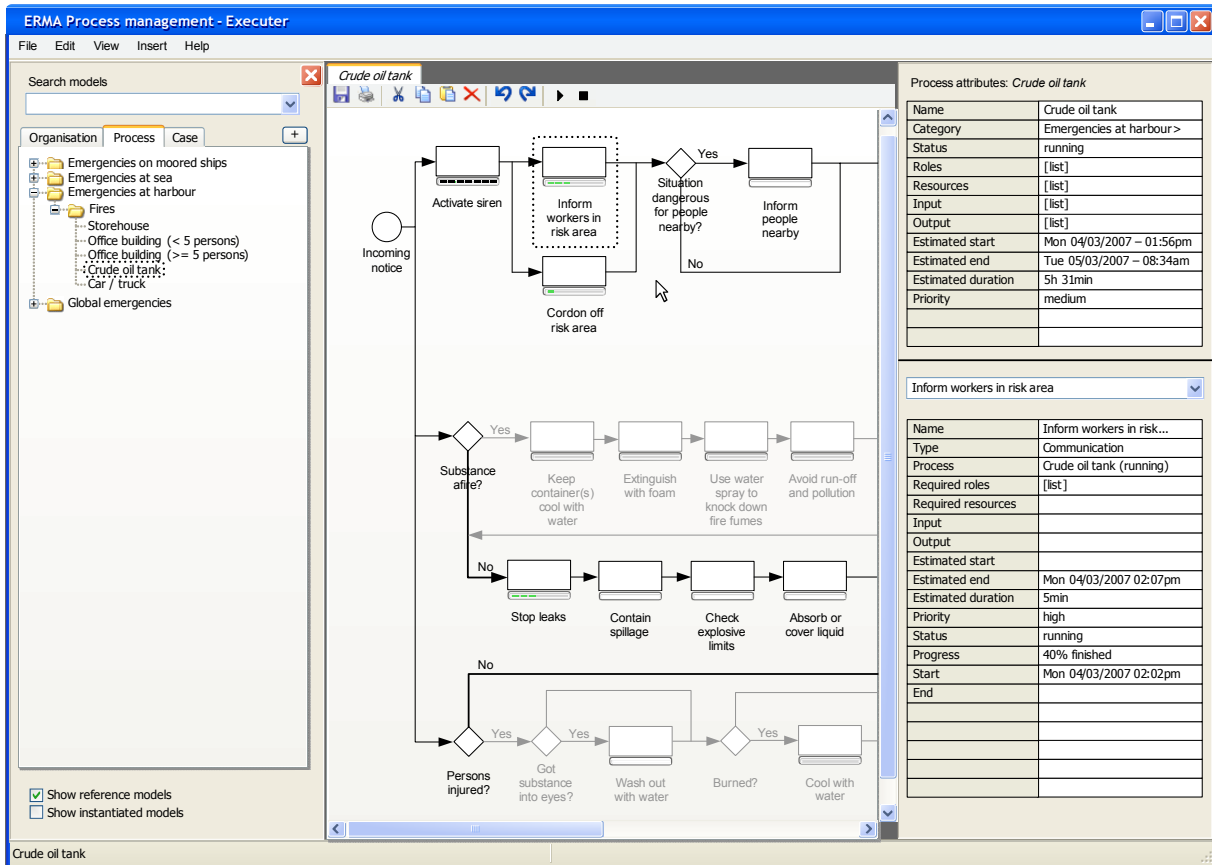 ERMA Process management - Executer
File Edit View Insert Help
Search models
Organisation Process Case +
Emergencies on moored ships
Emergencies at sea
Emergencies at harbour
Fires
Storehouse
Office building (< 5 persons)
Office building (>= 5 persons)
Crude oil tank
Car / truck
Global emergencies
Show reference models
Show instantiated models
Crude oil tank
Crude oil tank
Incoming
notice
Activate siren
Inform
workers in
risk area
Cordon off
risk area
Yes
Situation
dangerous
for people
nearby?
No
Inform
people
nearby
Substance
afire?
Yes
Keep
container(s)
cool with
water
Extinguish
with foam
Use water
spray to
knock down
fire fumes
Avoid run-off
and pollution
No
Stop leaks
Contain
spillage
Check
explosive
limits
Absorb or
cover liquid
No
Persons
injured?
Yes
Got
substance
into eyes?
Yes
Wash out
with water
Burned?
Yes
Cool with
water
Process attributes: Crude oil tank
Name Crude oil tank
Category Emergencies at harbour>
Status running
Roles [list]
Resources [list]
Input [list]
Output [list]
Estimated start Mon 04/03/2007 – 01:56pm
Estimated end Tue 05/03/2007 – 08:34am
Estimated duration 5h 31min
Priority medium
Inform workers in risk area
Name Inform workers in risk...
Type Communication
Process Crude oil tank (running)
Required roles [list]
Required resources
Input
Output
Estimated start
Estimated end Mon 04/03/2007 02:07pm
Estimated duration 5min
Priority high
Status running
Progress 40% finished
Start Mon 04/03/2007 02:02pm
End